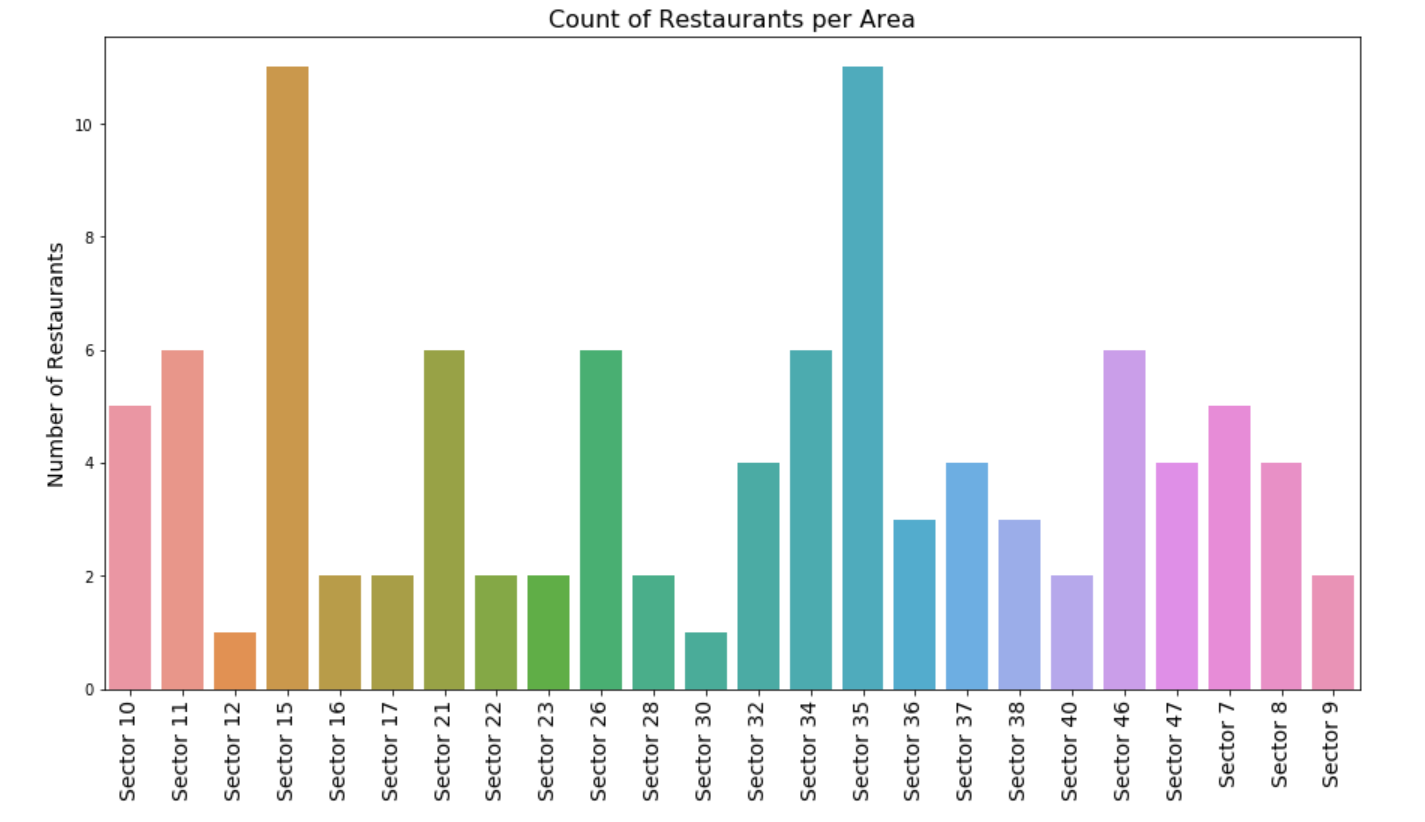 Count of Restaurants per Area
Number of Restaurants
10
8
6
4
2
0
Sector 10
Sector 11
Sector 12
Sector 15
Sector 16
Sector 17
Sector 21
Sector 22
Sector 23
Sector 26
Sector 28
Sector 30
Sector 32
Sector 34
Sector 35
Sector 36
Sector 37
Sector 38
Sector 40
Sector 46
Sector 47
Sector 7
Sector 8
Sector 9